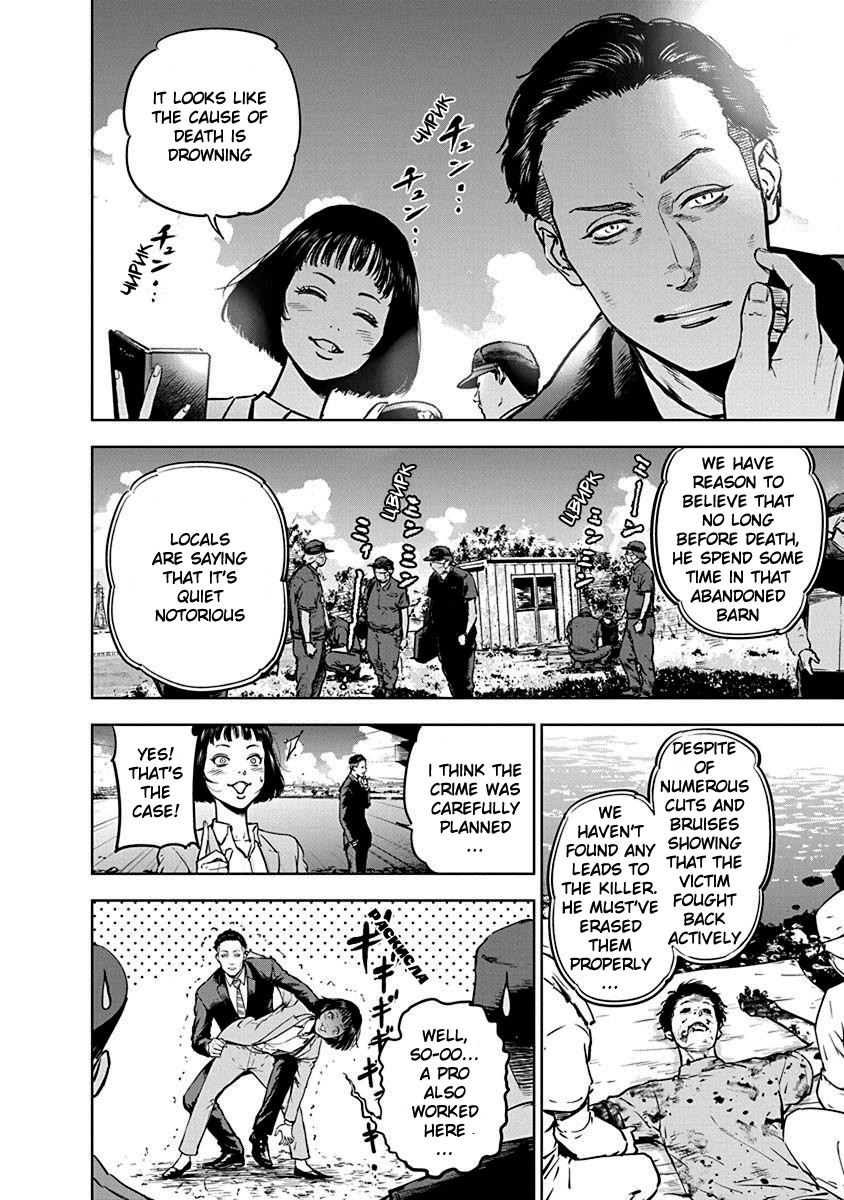 IT LOOKS LIKE
THE CAUSE OF
DEATH IS
DROWNING
ЧИРИК
チュン…
ЧИРИК
チュン…
WE HAVE
REASON TO
BELIEVE THAT
NO LONG
BEFORE DEATH,
HE SPEND SOME
TIME IN THAT
ABANDONED
BARN
ЦВИРК
ЦВИРК
LOCALS
ARE SAYING
THAT IT'S
QUIET
NOTORIOUS
DESPITE
OF
NUMEROUS
CUTS AND
BRUISES
SHOWING
THAT THE
VICTIM
FOUGHT
BACK
ACTIVELY
WE
HAVEN'T
FOUND ANY
LEADS TO
THE KILLER.
HE MUST'VE
ERASED
THEM
PROPERLY
...
I THINK THE
CRIME WAS
CAREFULLY
PLANNED
...
YES!
THAT'S
THE
CASE!
РАСКИСЛА
ギギギギ…
WELL,
SO-OO...
A PRO
ALSO
WORKED
HERE ...